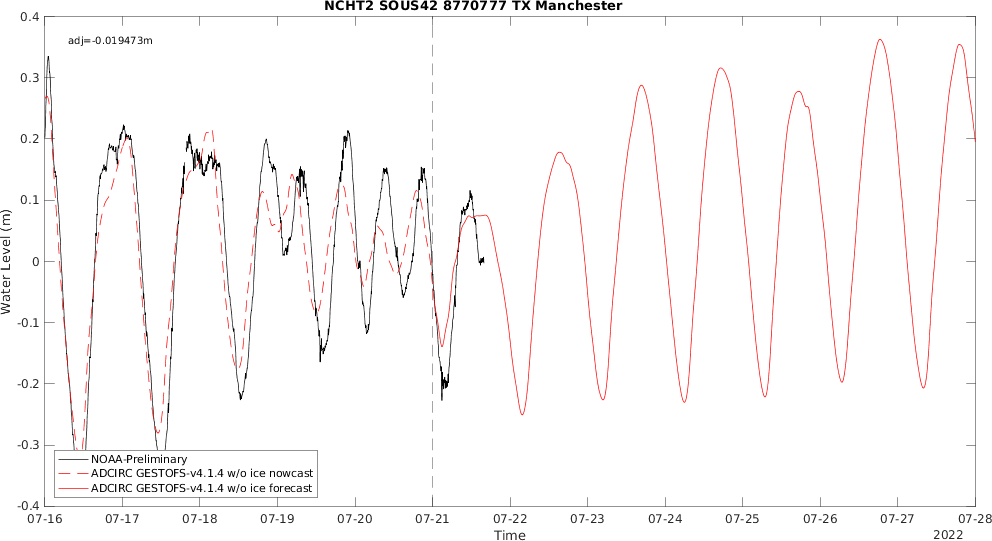 NCHT2 SOUS42 8770777 TX Manchester
adj=-0.019473m
0.4
0.3
0.2
0.1
0
-0.1
-0.2
-0.3
-0.4
Water Level (m)
NOAA-Preliminary
ADCIRC GESTOFS-v4.1.4 w/o ice nowcast
ADCIRC GESTOFS-v4.1.4 w/o ice forecast
07-16 07-17 07-18 07-19 07-20 07-21 07-22 07-23 07-24 07-25 07-26 07-27 07-28
Time
2022